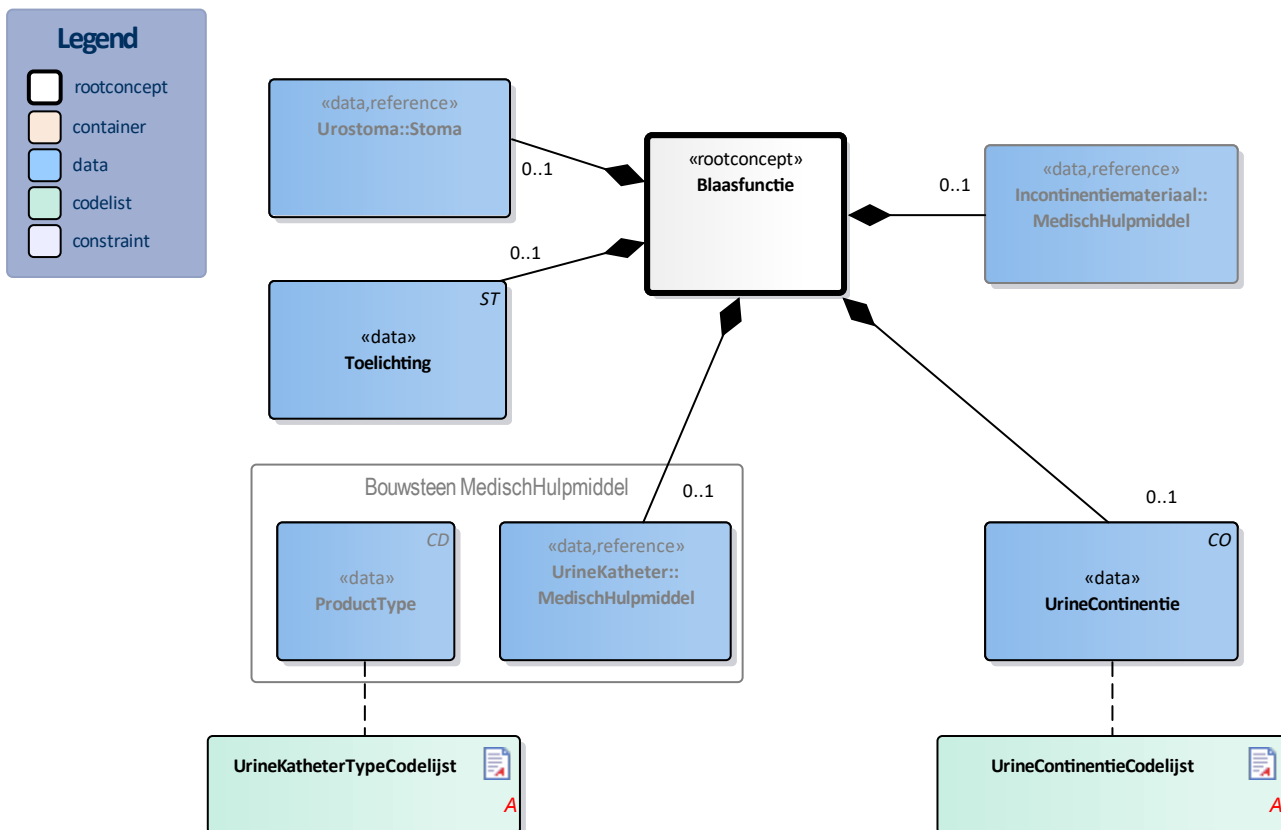 Legend
rootconcept
container
data
codelist
constraint
«data,reference»
Urostoma::Stoma
0..1
«rootconcept»
Blaasfunctie
0..1
«data,reference»
Incontinentiemateriaal::
MedischHulpmiddel
0..1
ST
«data»
Toelichting
Bouwsteen MedischHulpmiddel
0..1
CD
«data»
ProductType
«data,reference»
UrineKatheter::
MedischHulpmiddel
0..1
CO
«data»
UrineContinentie
UrineKatheterTypeCodelijst
A
UrineContinentieCodelijst
A